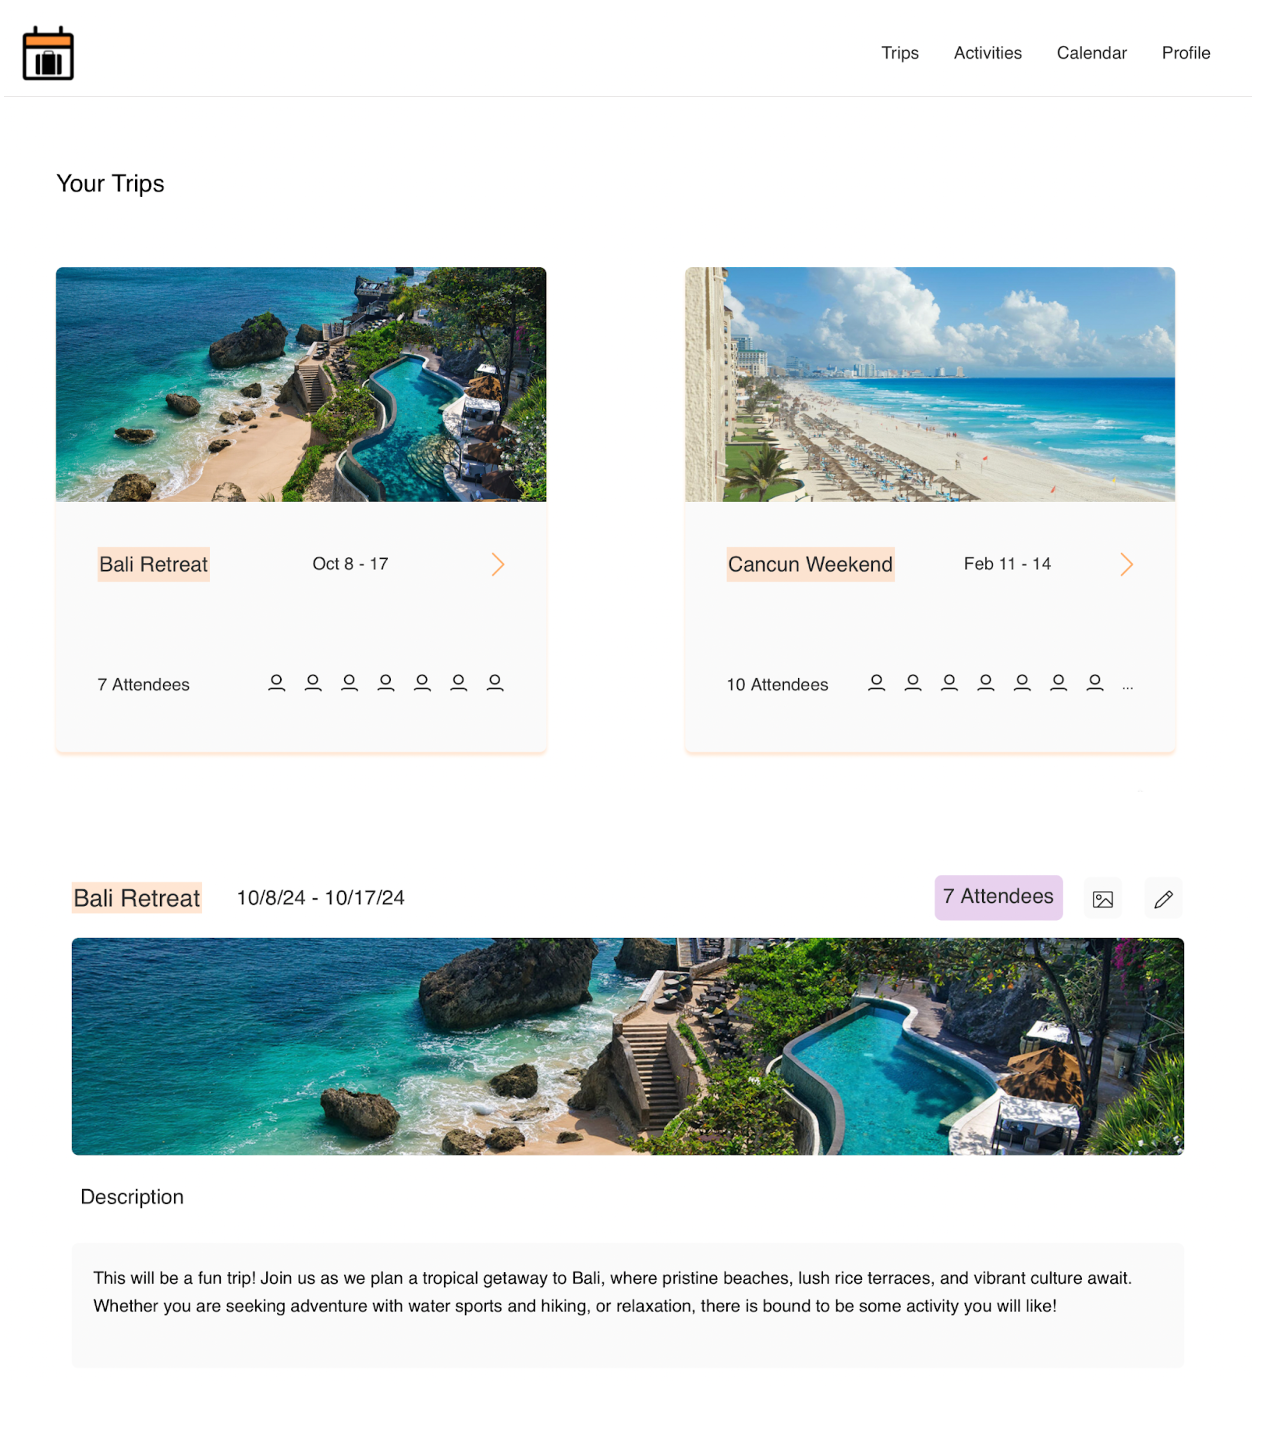 Trips Activities Calendar Profile
Your Trips
Bali Retreat Oct 8 - 17
7 Attendees
Cancun Weekend Feb 11 - 14
10 Attendees ...
Bali Retreat 10/8/24 - 10/17/24 7 Attendees
Description
This will be a fun trip! Join us as we plan a tropical getaway to Bali, where pristine beaches, lush rice terraces, and vibrant culture await.
Whether you are seeking adventure with water sports and hiking, or relaxation, there is bound to be some activity you will like!